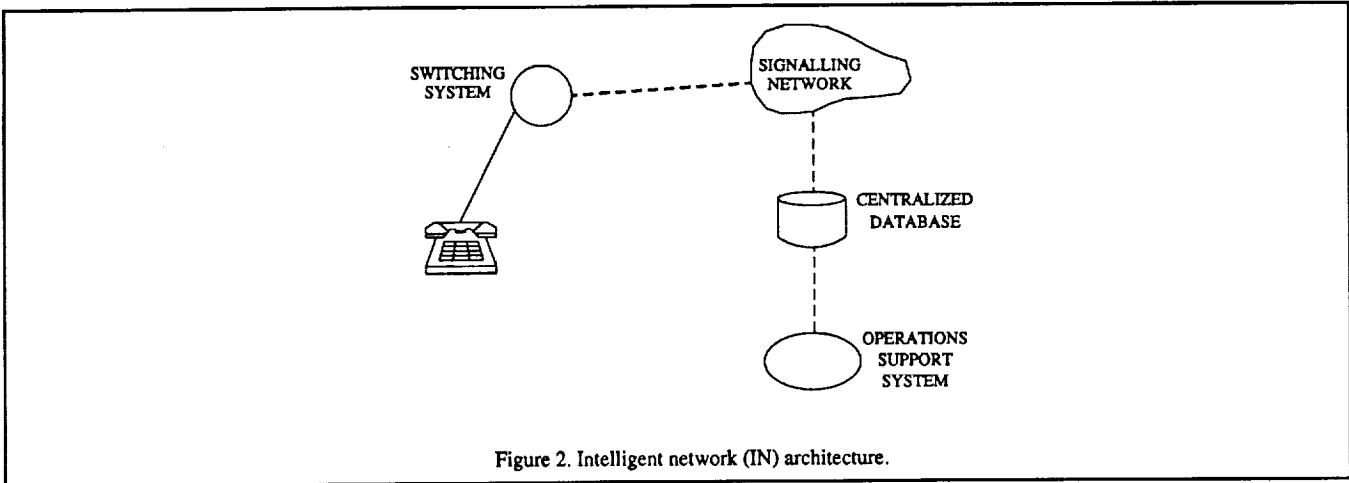 SWITCHING
SYSTEM
SIGNALLING
NETWORK
CENTRALIZED
DATABASE
OPERATIONS
SUPPORT
SYSTEM
Figure 2. Intelligent network (IN) architecture.